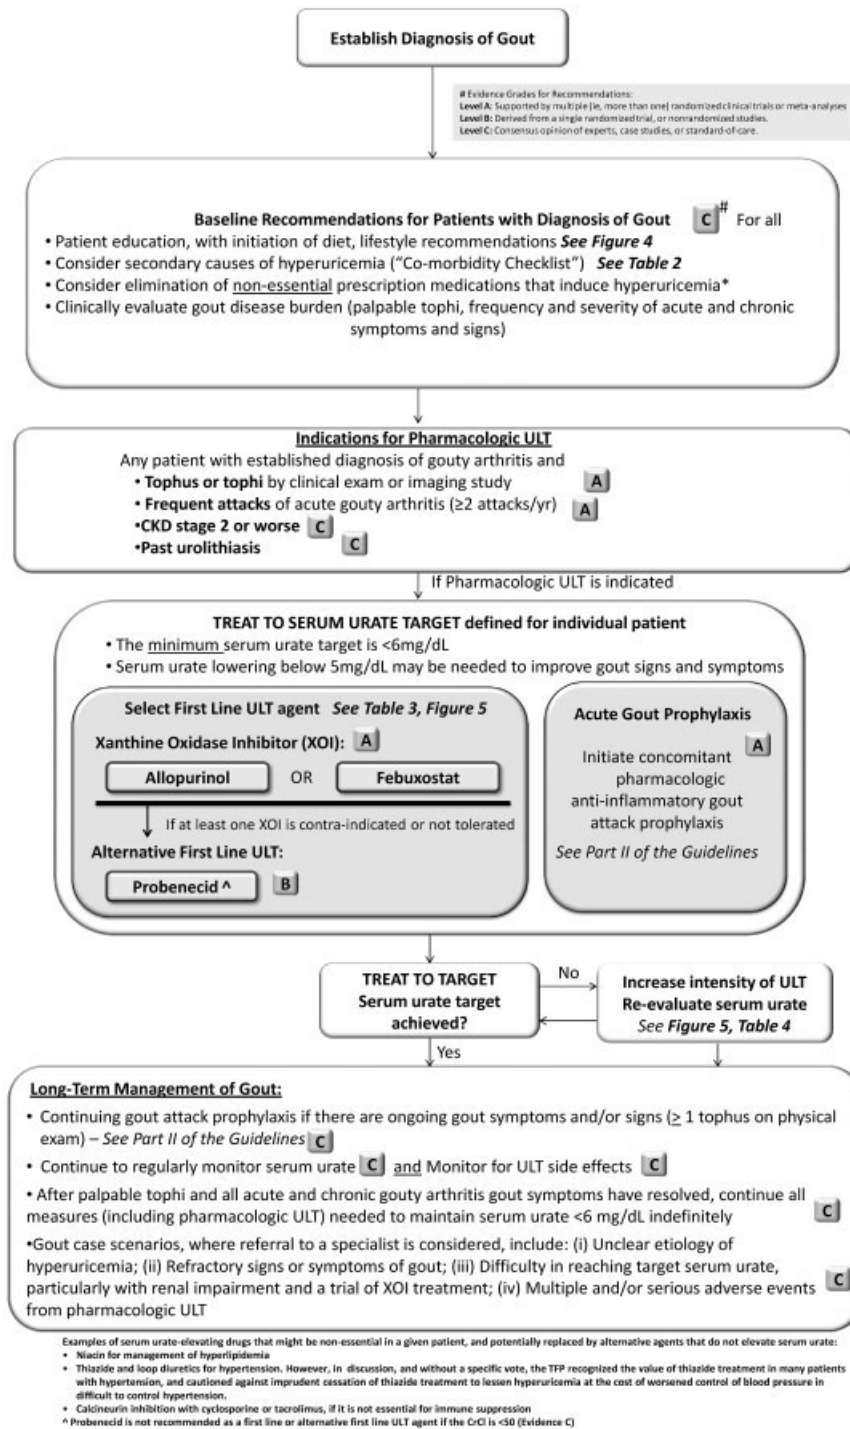 Establish Diagnosis of Gout
# Evidence Grades for Recommendations:
Level A: Supported by multiple (ie, more than one) randomized clinical trials or meta-analyses
Level B: Derived from a single randomized trial, or nonrandomized studies.
Level C: Consensus opinion of experts, case studies, or standard-of-care.
Baseline Recommendations for Patients with Diagnosis of Gout C# For all
• Patient education, with initiation of diet, lifestyle recommendations See Figure 4
• Consider secondary causes of hyperuricemia (“Co-morbidity Checklist”) See Table 2
• Consider elimination of non-essential prescription medications that induce hyperuricemia*
• Clinically evaluate gout disease burden (palpable tophi, frequency and severity of acute and chronic
symptoms and signs)
Indications for Pharmacologic ULT
Any patient with established diagnosis of gouty arthritis and
• Tophus or tophi by clinical exam or imaging study A
• Frequent attacks of acute gouty arthritis (≥2 attacks/yr) A
•CKD stage 2 or worse C
•Past urolithiasis C
If Pharmacologic ULT is indicated
TREAT TO SERUM URATE TARGET defined for individual patient
• The minimum serum urate target is <6mg/dL
• Serum urate lowering below 5mg/dL may be needed to improve gout signs and symptoms
Select First Line ULT agent See Table 3, Figure 5
Xanthine Oxidase Inhibitor (XOI): A
Allopurinol OR Febuxostat
If at least one XOI is contra-indicated or not tolerated
Alternative First Line ULT:
Probenecid ^ B
Acute Gout Prophylaxis
A
Initiate concomitant
pharmacologic
anti-inflammatory gout
attack prophylaxis
See Part II of the Guidelines
TREAT TO TARGET
Serum urate target
achieved?
No
Increase intensity of ULT
Re-evaluate serum urate
See Figure 5, Table 4
Yes
Long-Term Management of Gout:
• Continuing gout attack prophylaxis if there are ongoing gout symptoms and/or signs (≥ 1 tophus on physical
exam) – See Part II of the Guidelines C
• Continue to regularly monitor serum urate C and Monitor for ULT side effects C
• After palpable tophi and all acute and chronic gouty arthritis gout symptoms have resolved, continue all
measures (including pharmacologic ULT) needed to maintain serum urate <6 mg/dL indefinitely C
•Gout case scenarios, where referral to a specialist is considered, include: (i) Unclear etiology of
hyperuricemia; (ii) Refractory signs or symptoms of gout; (iii) Difficulty in reaching target serum urate,
particularly with renal impairment and a trial of XOI treatment; (iv) Multiple and/or serious adverse events C
from pharmacologic ULT
Examples of serum urate-elevating drugs that might be non-essential in a given patient, and potentially replaced by alternative agents that do not elevate serum urate:
• Niacin for management of hyperlipidemia
• Thiazide and loop diuretics for hypertension. However, in discussion, and without a specific vote, the TFP recognized the value of thiazide treatment in many patients
with hypertension, and cautioned against imprudent cessation of thiazide treatment to lessen hyperuricemia at the cost of worsened control of blood pressure in
difficult to control hypertension.
• Calcineurin inhibition with cyclosporine or tacrolimus, if it is not essential for immune suppression
^ Probenecid is not recommended as a first line or alternative first line ULT agent if the CrCl is <50 (Evidence C)